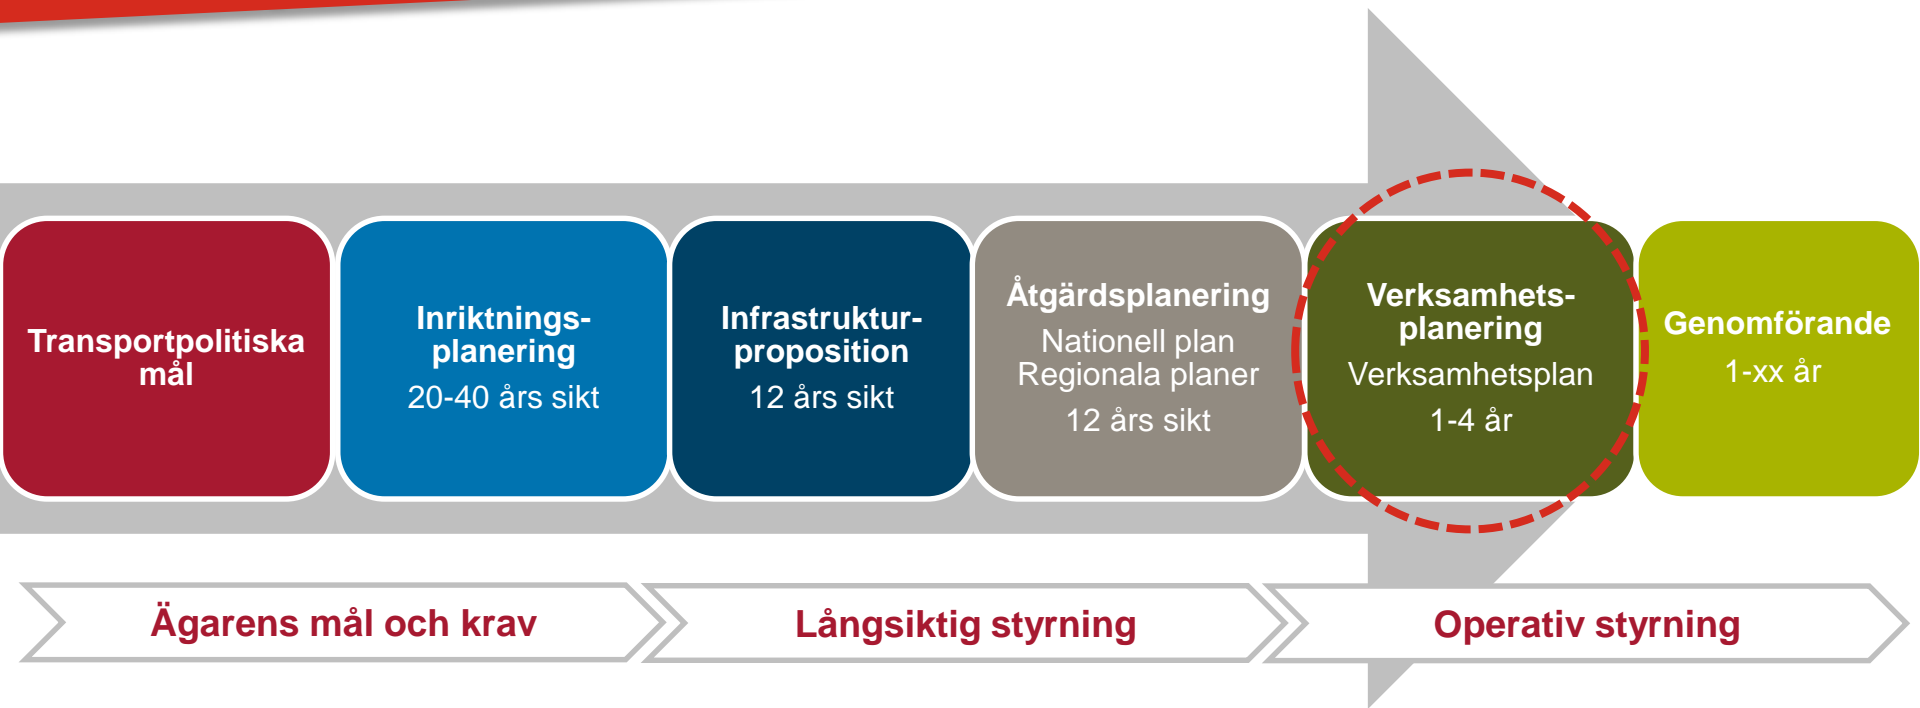 Transportpolitiska
mål
Inriktnings-
planering
20-40 års sikt
Infrastruktur-
proposition
12 års sikt
Åtgärdsplanering
Nationell plan
Regionala planer
12 års sikt
Verksamhets-
planering
Verksamhetsplan
1-4 år
Genomförande
1-xx år
Ägarens mål och krav
Långsiktig styrning
Operativ styrning